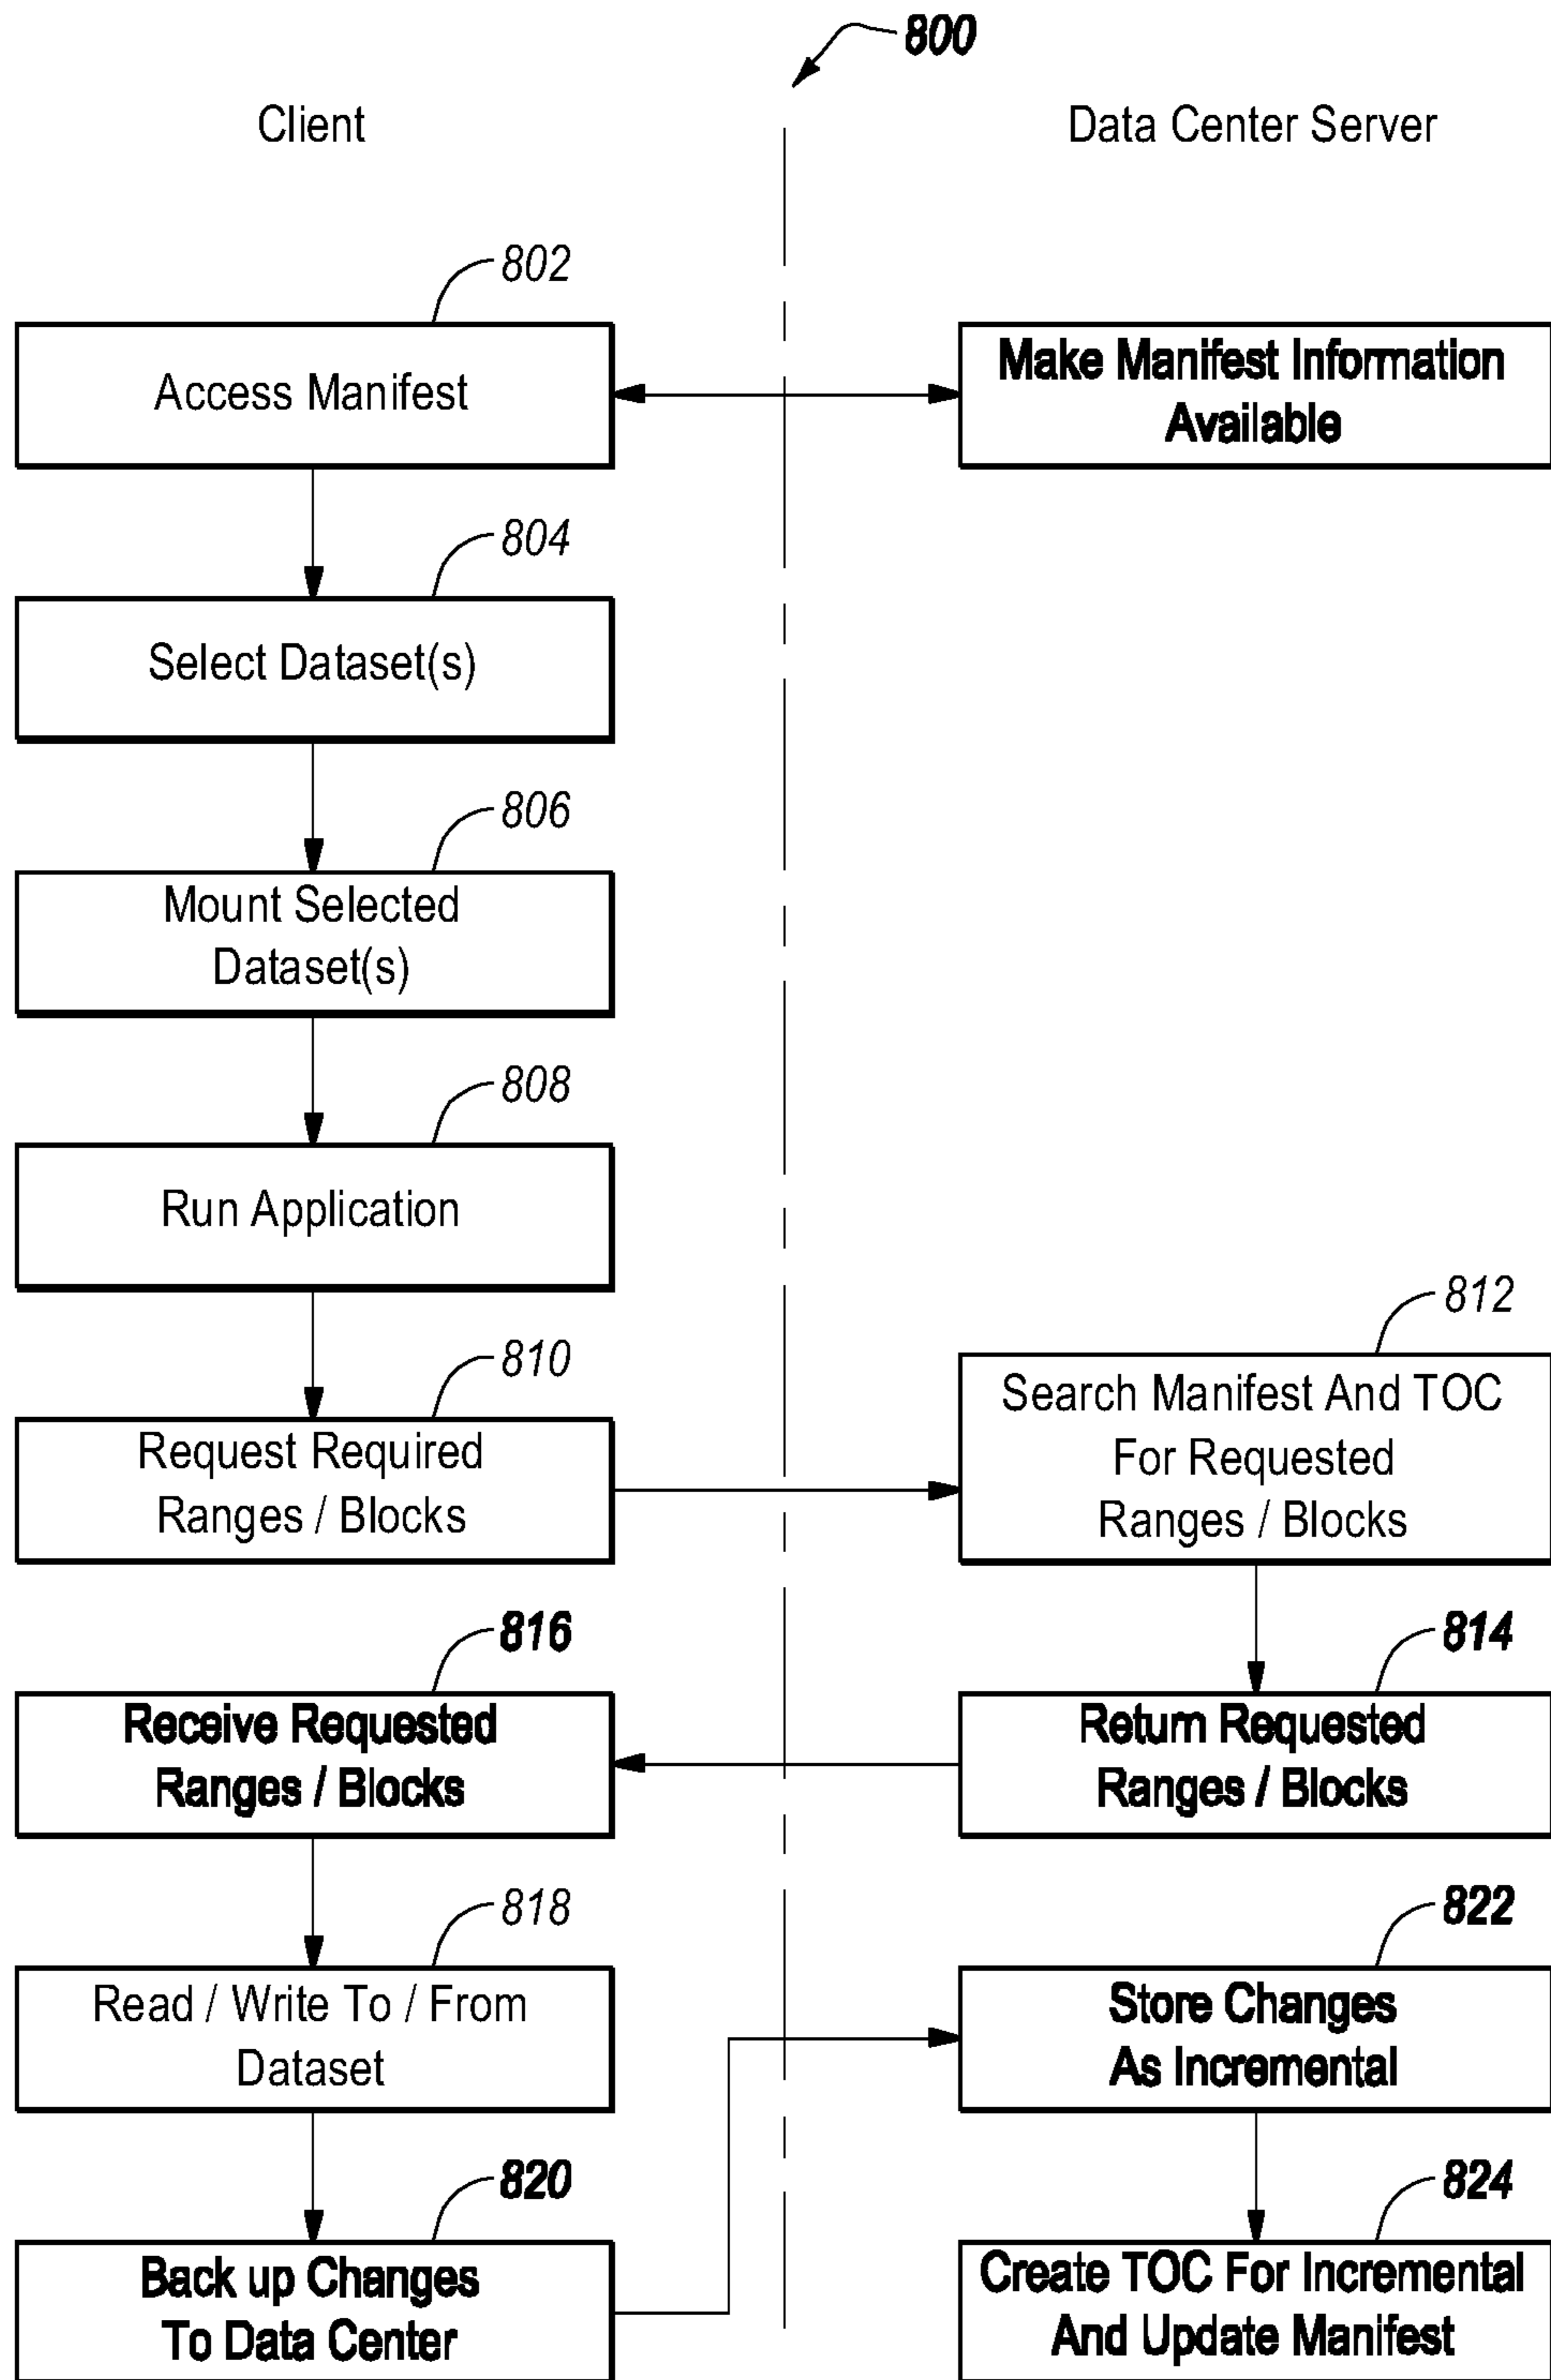 800
Client
Data Center Server
802
Access Manifest
Make Manifest Information
Available
804
Select Dataset(s)
806
Mount Selected
Dataset(s)
808
Run Application
810
Request Required
Ranges / Blocks
812
Search Manifest And TOC
For Requested
Ranges / Blocks
816
Receive Requested
Ranges / Blocks
814
Return Requested
Ranges / Blocks
818
Read / Write To / From
Dataset
822
Store Changes
As Incremental
820
Back up Changes
To Data Center
824
Create TOC For Incremental
And Update Manifest